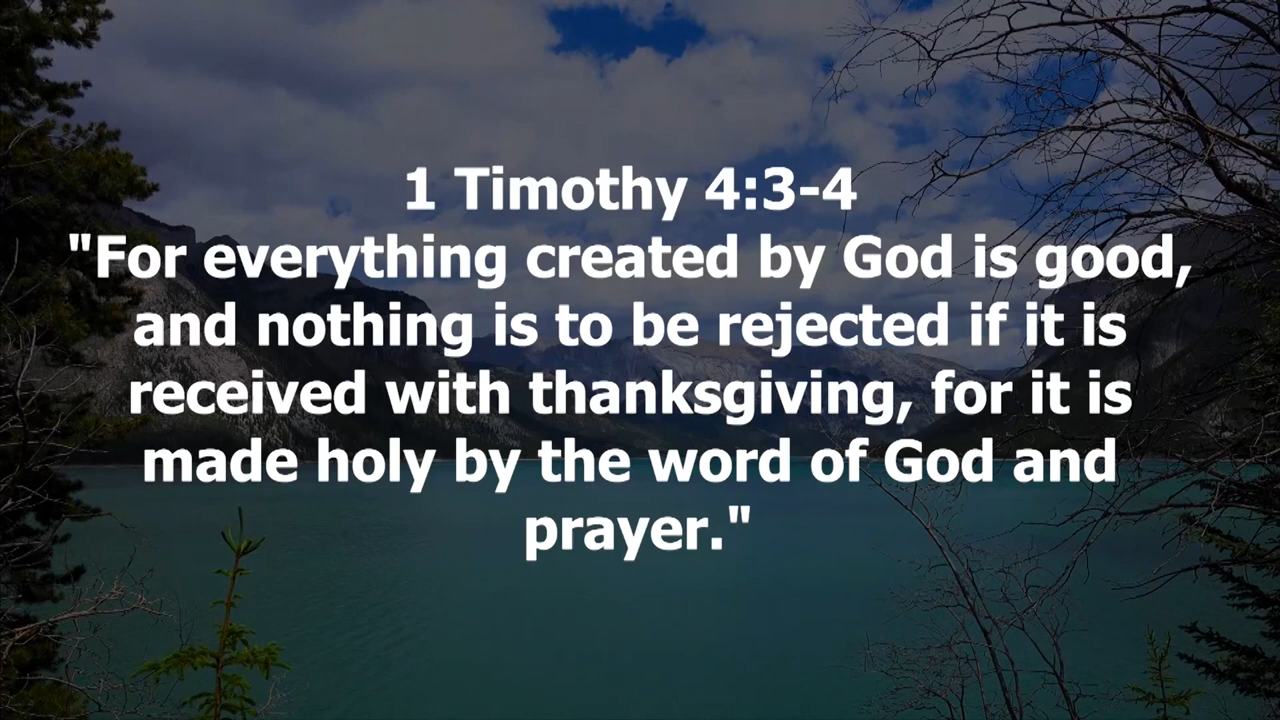 1 Timothy 4:3-4
"For everything created by God is good,
and nothing is to be rejected if it is
received with thanksgiving, for it is
made holy by the word of God and
prayer."